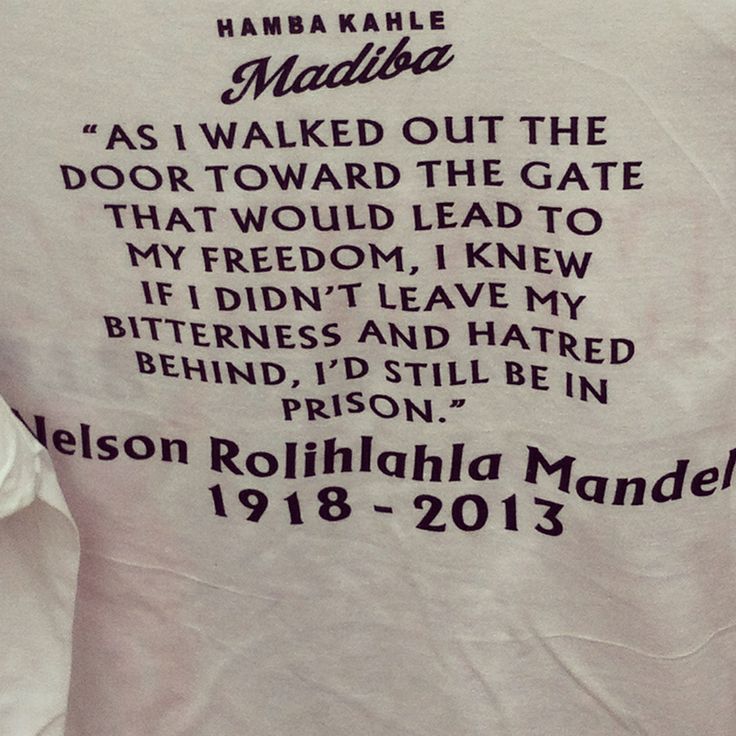 HAMBA KAHLE
Madiba
“AS I WALKED OUT THE
DOOR TOWARD THE GATE
THAT WOULD LEAD TO
MY FREEDOM, I KNEW
IF I DIDN’T LEAVE MY
BITTERNESS AND HATRED
BEHIND, I’D STILL BE IN
PRISON.”
Nelson Rolihlahla Mandel
1918 - 2013